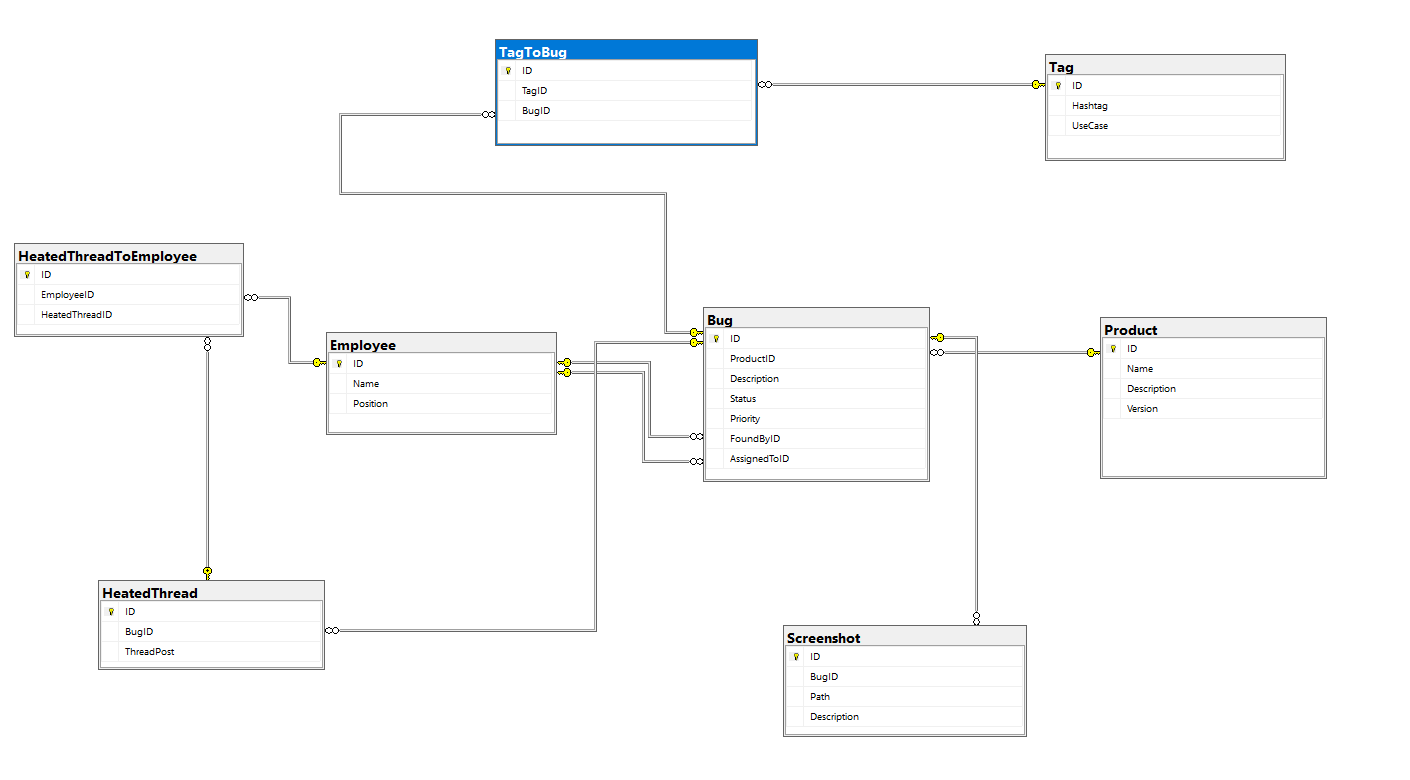 TagToBug
ID
TagID
BugID
Tag
ID
Hashtag
UseCase
HeatedThreadToEmployee
ID
EmployeeID
HeatedThreadID
Employee
ID
Name
Position
Bug
ID
ProductID
Description
Status
Priority
FoundByID
AssignedToID
Product
ID
Name
Description
Version
HeatedThread
ID
BugID
ThreadPost
Screenshot
ID
BugID
Path
Description